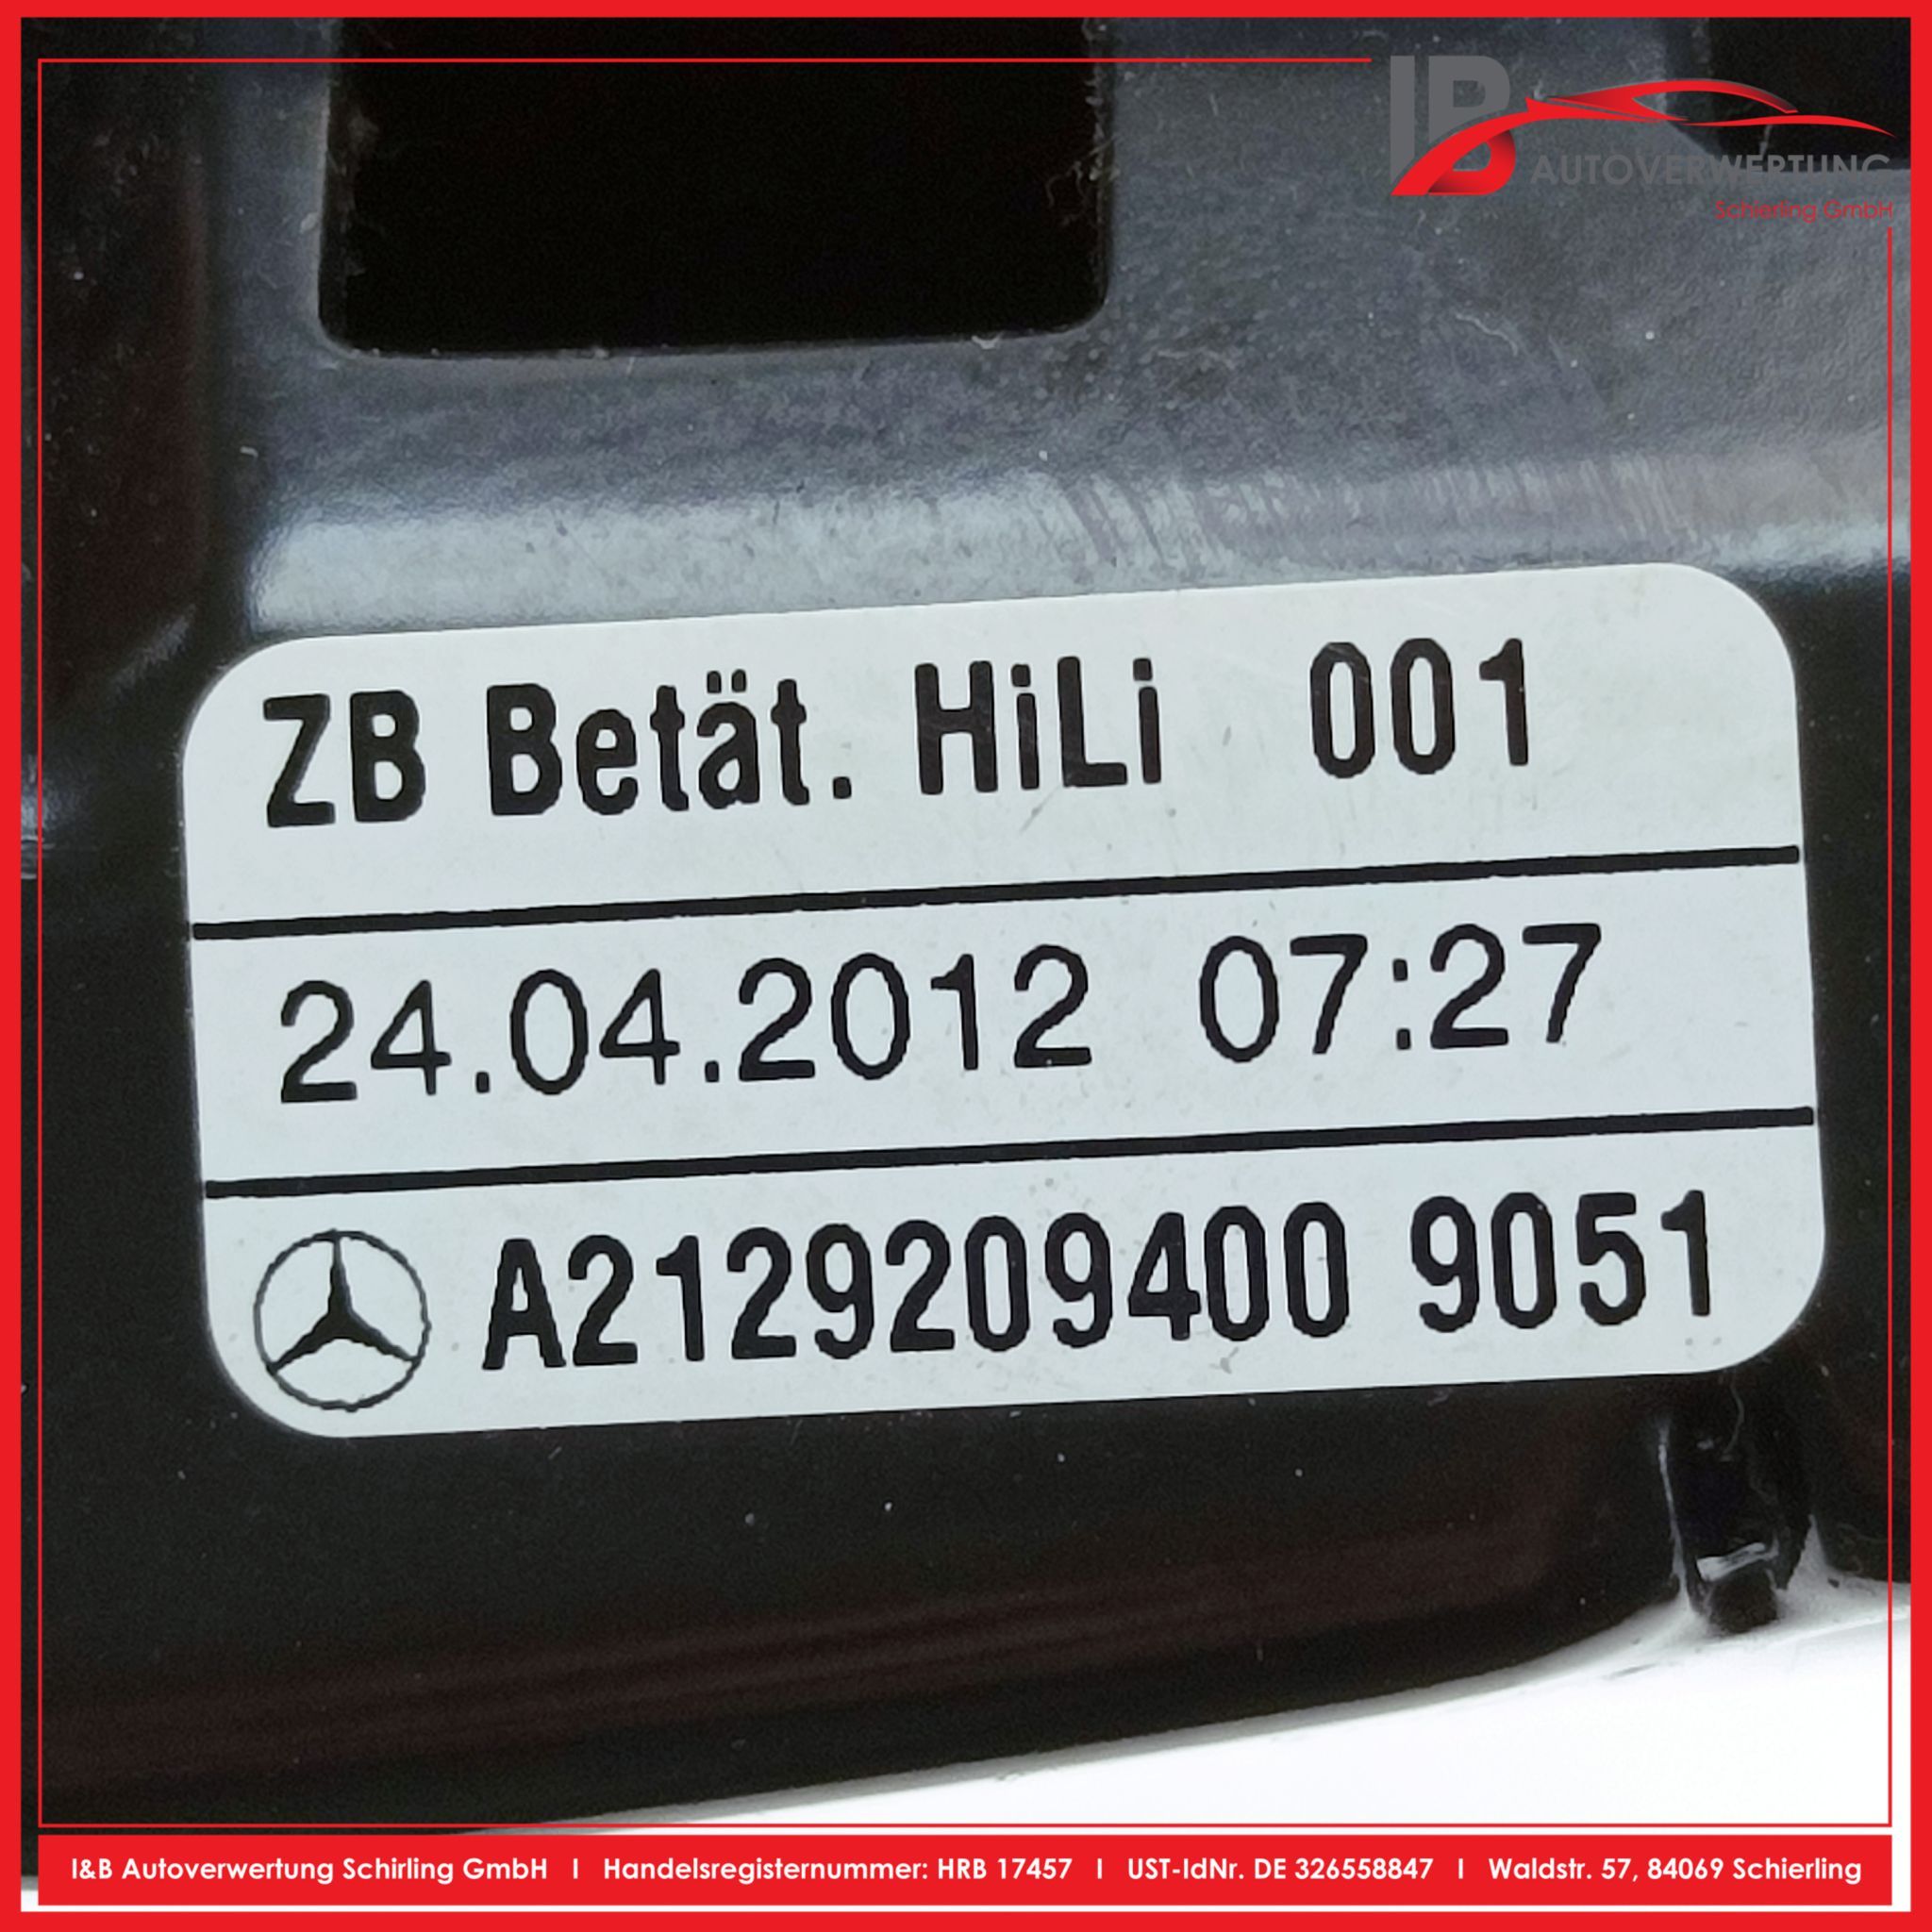 IB
AUTOVERWERTUNG
Schierling GmbH
ZB Betät. HiLi 001
24.04.2012 07:27
A2129209400 9051
I&B Autoverwertung Schirling GmbH I Handelsregisternummer: HRB 17457 I UST-IdNr. DE 326558847 I Waldstr. 57, 84069 Schierling